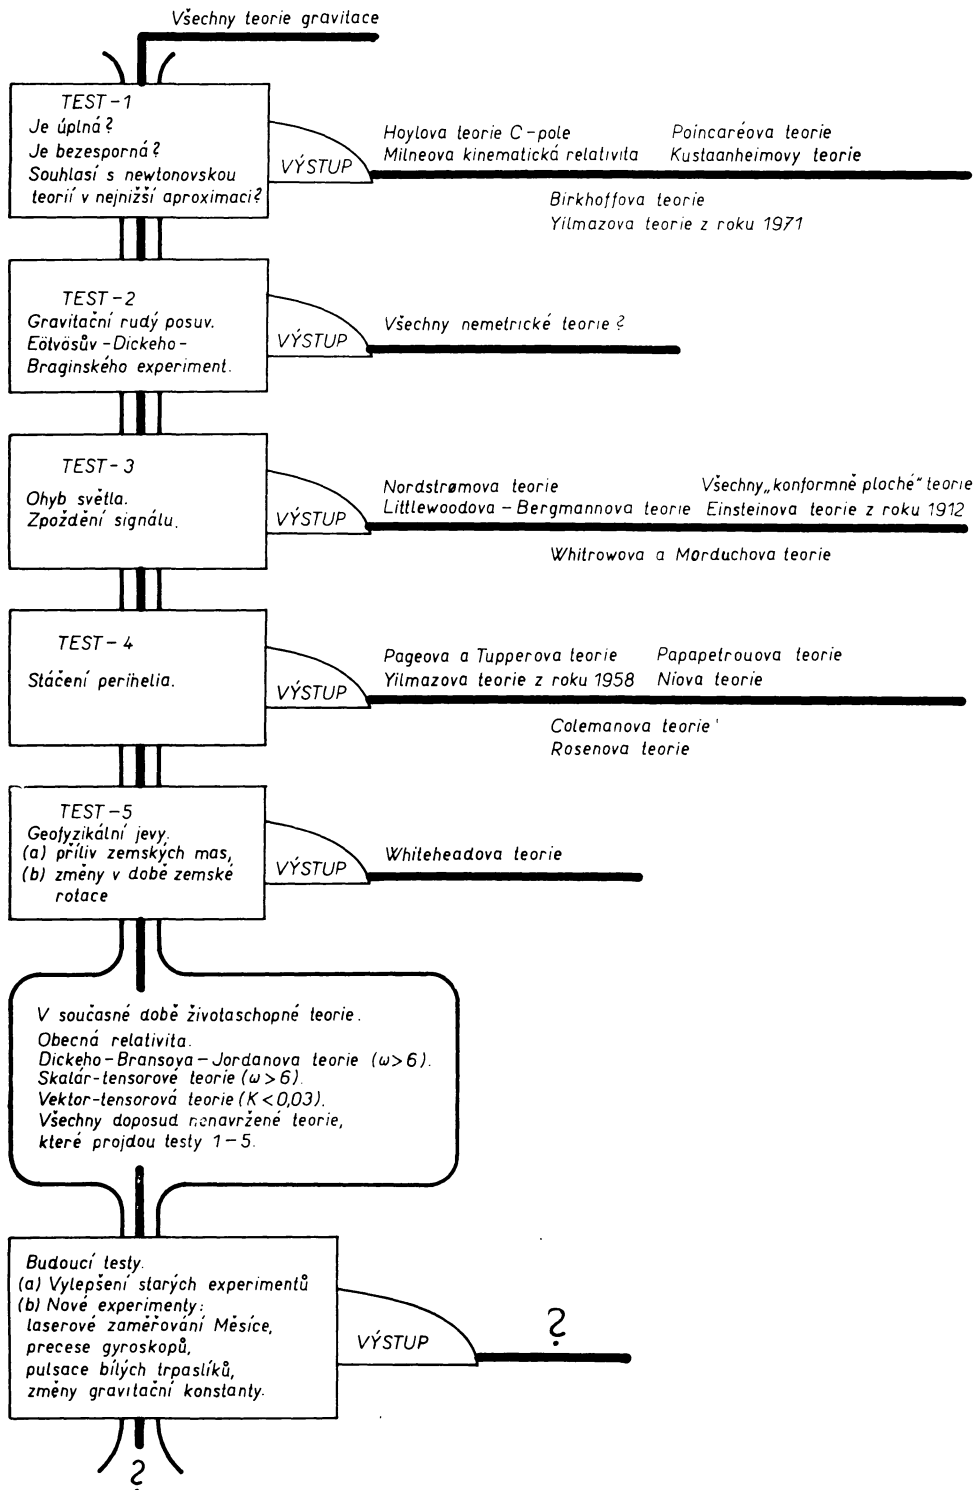 Všechny teorie gravitace
TEST-1
Je úplná?
Je bezesporná?
Souhlasí s newtonovskou
teorií v nejnižší aproximaci?
VÝSTUP
Hoylova teorie C-pole
Milneova kinematická relativita
Poincaréova teorie
Kustaanheimovy teorie
Birkhoffova teorie
Yilmazova teorie z roku 1971
TEST-2
Gravitační rudý posuv.
Eötvösův-Dickeho-
Braginského experiment.
VÝSTUP
Všechny nemetrické teorie?
TEST-3
Ohyb světla.
Zpoždění signálu.
VÝSTUP
Nordstrømova teorie
Littlewoodova-Bergmannova teorie
Všechny „konformně ploché“ teorie
Einsteinova teorie z roku 1912
Whitrowova a Morduchova teorie
TEST-4
Stáčení perihelia.
VÝSTUP
Pageova a Tupperova teorie
Yilmazova teorie z roku 1958
Papapetrouova teorie
Niova teorie
Colemanova teorie
Rosenova teorie
TEST-5
Geofyzikální jevy.
(a) příliv zemských mas,
(b) změny v době zemské
rotace
VÝSTUP
Whiteheadova teorie
V současné době životaschopné teorie.
Obecná relativita.
Dickeho-Bransova-Jordanova teorie (ω>6).
Skalár-tensorové teorie (ω>6).
Vektor-tensorová teorie (K<0,03).
Všechny doposud nenavržené teorie,
které projdou testy 1-5.
Budoucí testy.
(a) Vylepšení starých experimentů
(b) Nové experimenty:
laserové zaměřování Měsíce,
precese gyroskopů,
pulsace bílých trpaslíků,
změny gravitační konstanty.
VÝSTUP
?
?